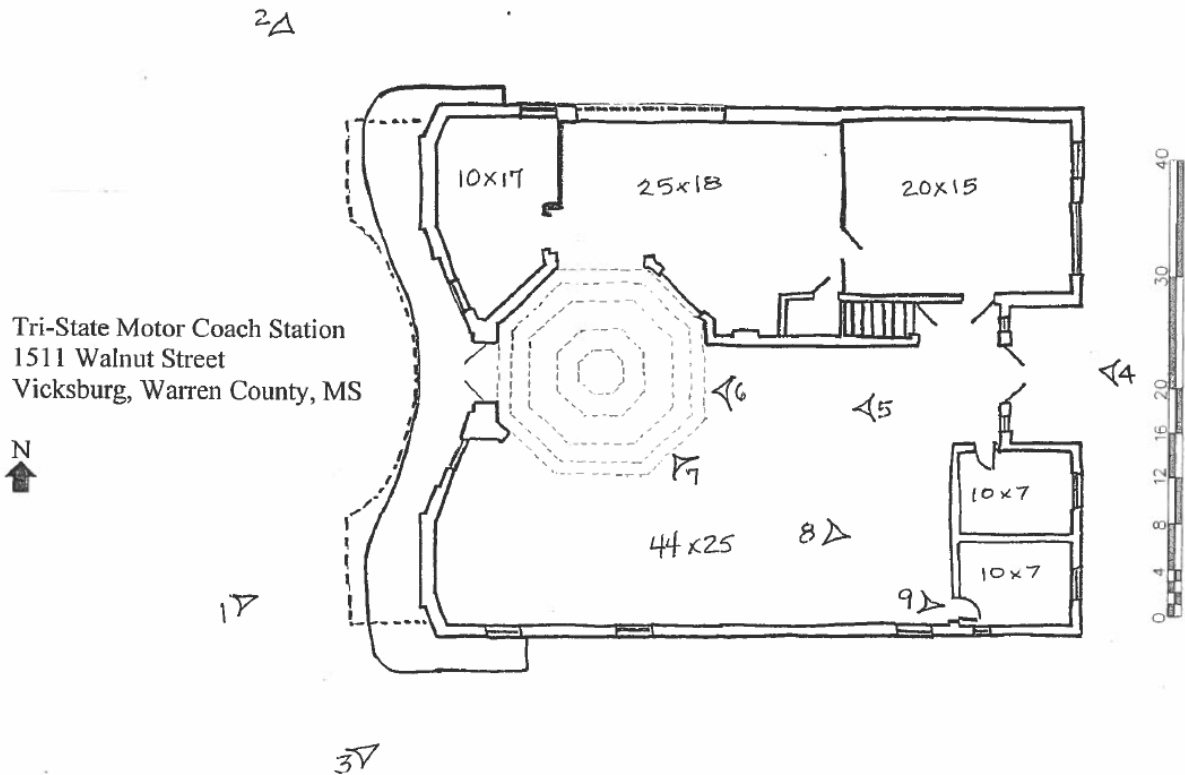 2
10x17
25x18
20x15
Tri-State Motor Coach Station
1511 Walnut Street
Vicksburg, Warren County, MS
N
4
6
5
7
10x7
8
44x25
10x7
9
1
3
40
30
20
16
12
8
4
0